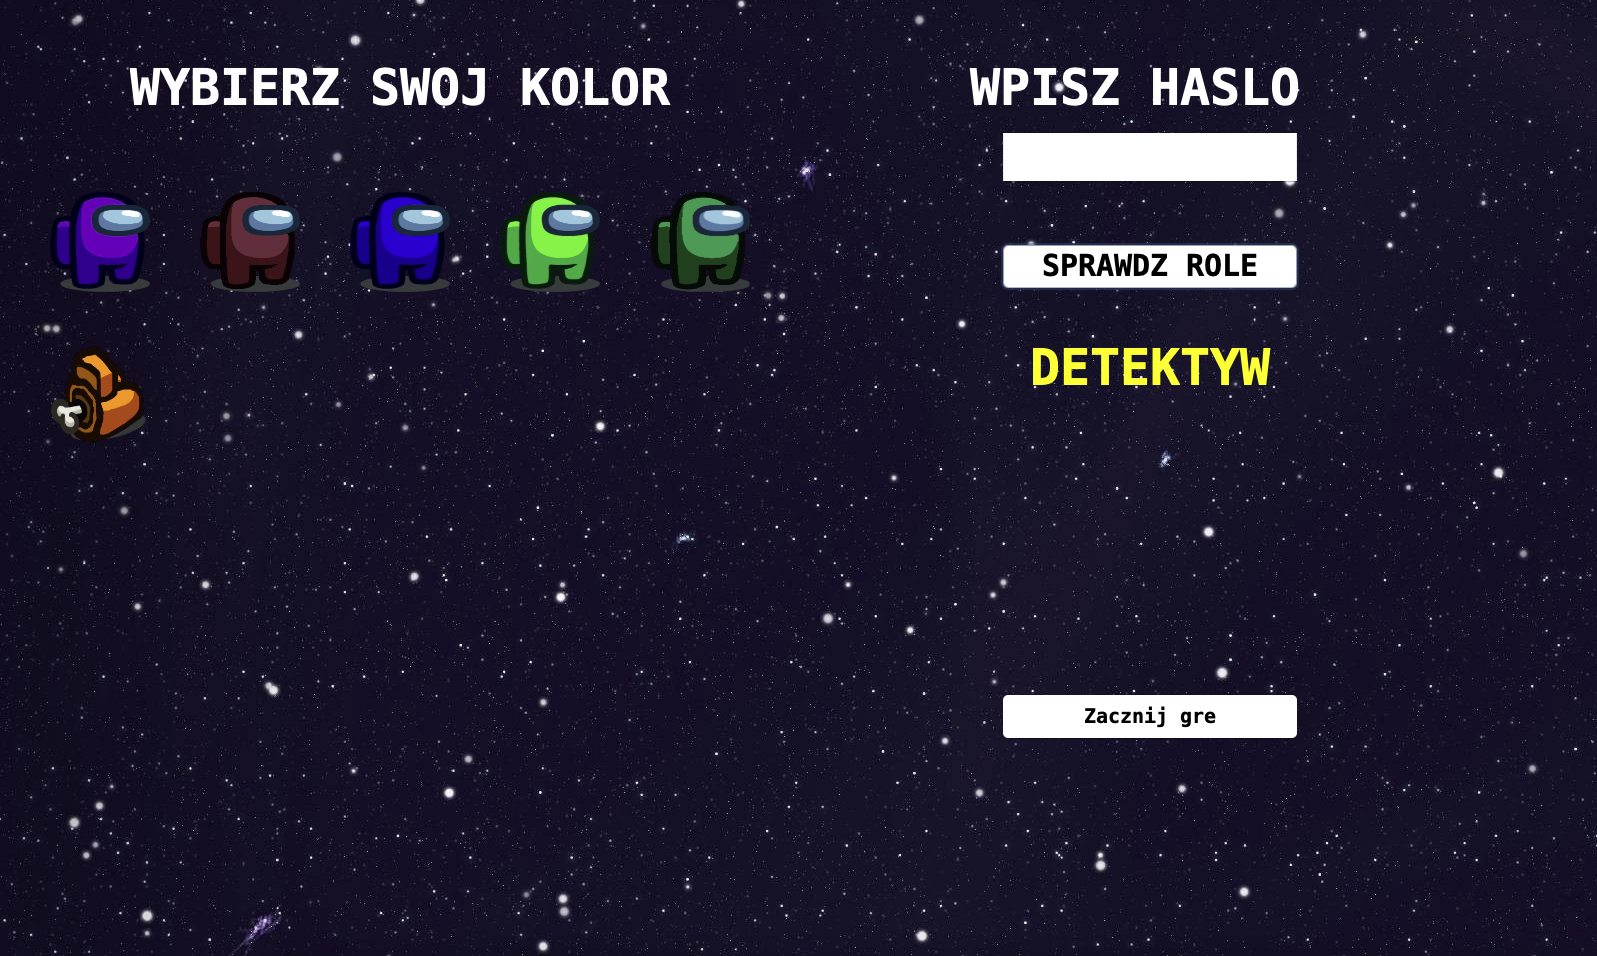 WYBIERZ SWOJ KOLOR
WPISZ HASLO
SPRAWDZ ROLE
DETEKTYW
Zacznij gre